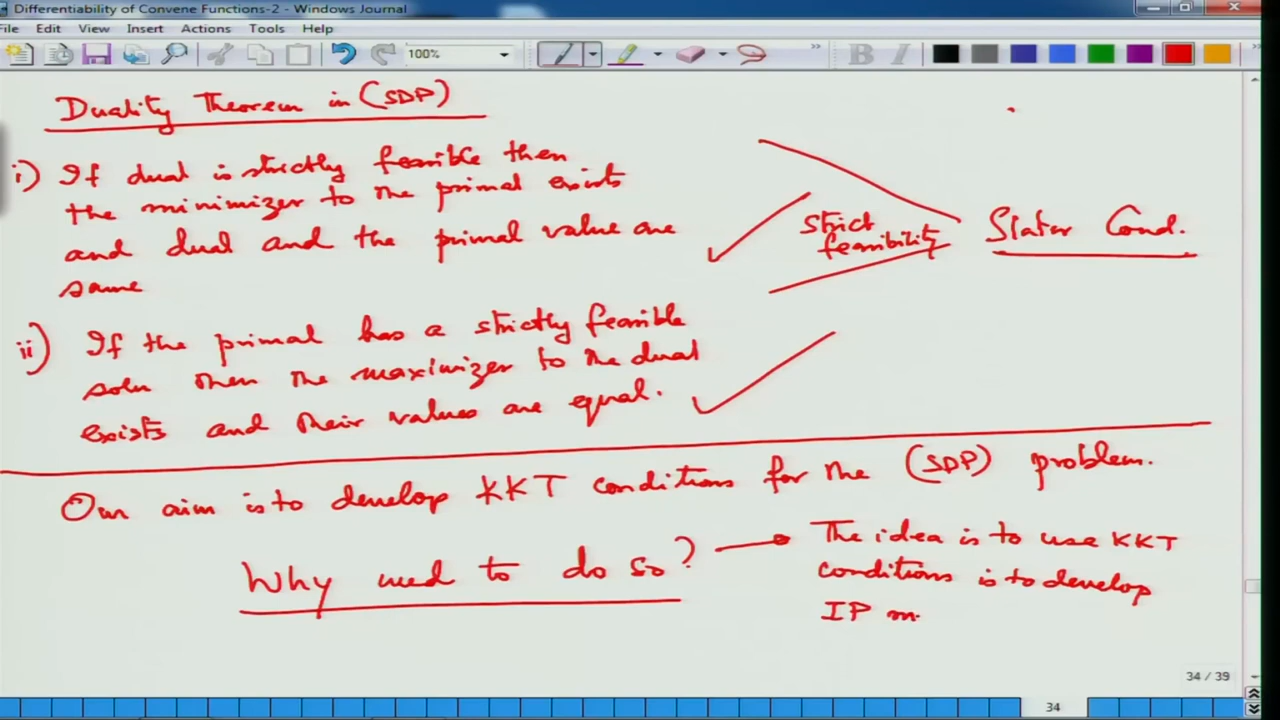 Differentiability of Convene Functions-2 - Windows Journal
File Edit View Insert Actions Tools Help
100%
Duality Theorem in (SDP)
i) If dual is strictly feasible then
the minimizer to the primal exists
and dual and the primal value are
same
strict
feasibility
Slater Cond.
ii) If the primal has a strictly feasible
soln then the maximizer to the dual
exists and their values are equal.
Our aim is to develop KKT conditions for the (SDP) problem.
Why need to do so?
The idea is to use KKT
conditions is to develop
IP m
34 / 39
34